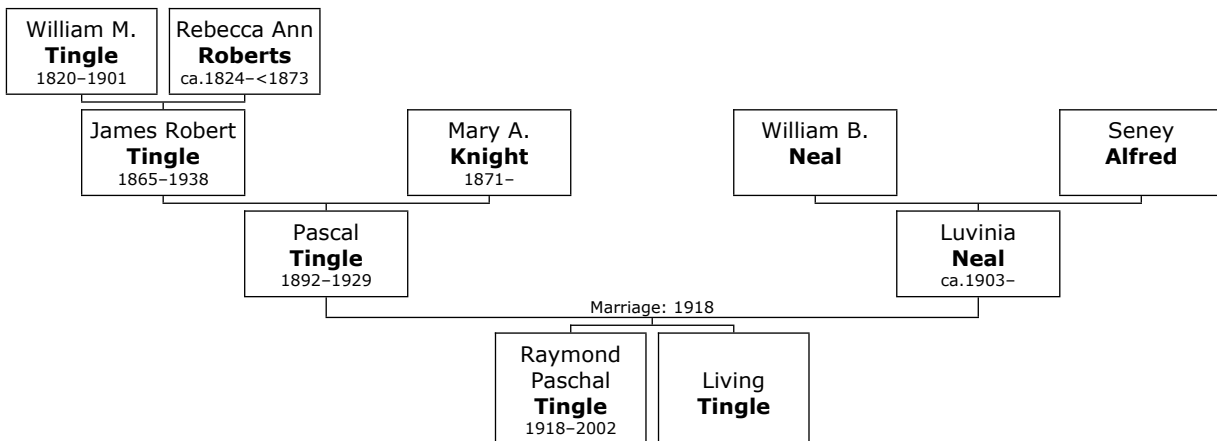 William M.
Tingle
1820–1901
Rebecca Ann
Roberts
ca.1824–<1873
James Robert
Tingle
1865–1938
Mary A.
Knight
1871–
William B.
Neal
Seney
Alfred
Pascal
Tingle
1892–1929
Luvinia
Neal
ca.1903–
Marriage: 1918
Raymond
Paschal
Tingle
1918–2002
Living
Tingle